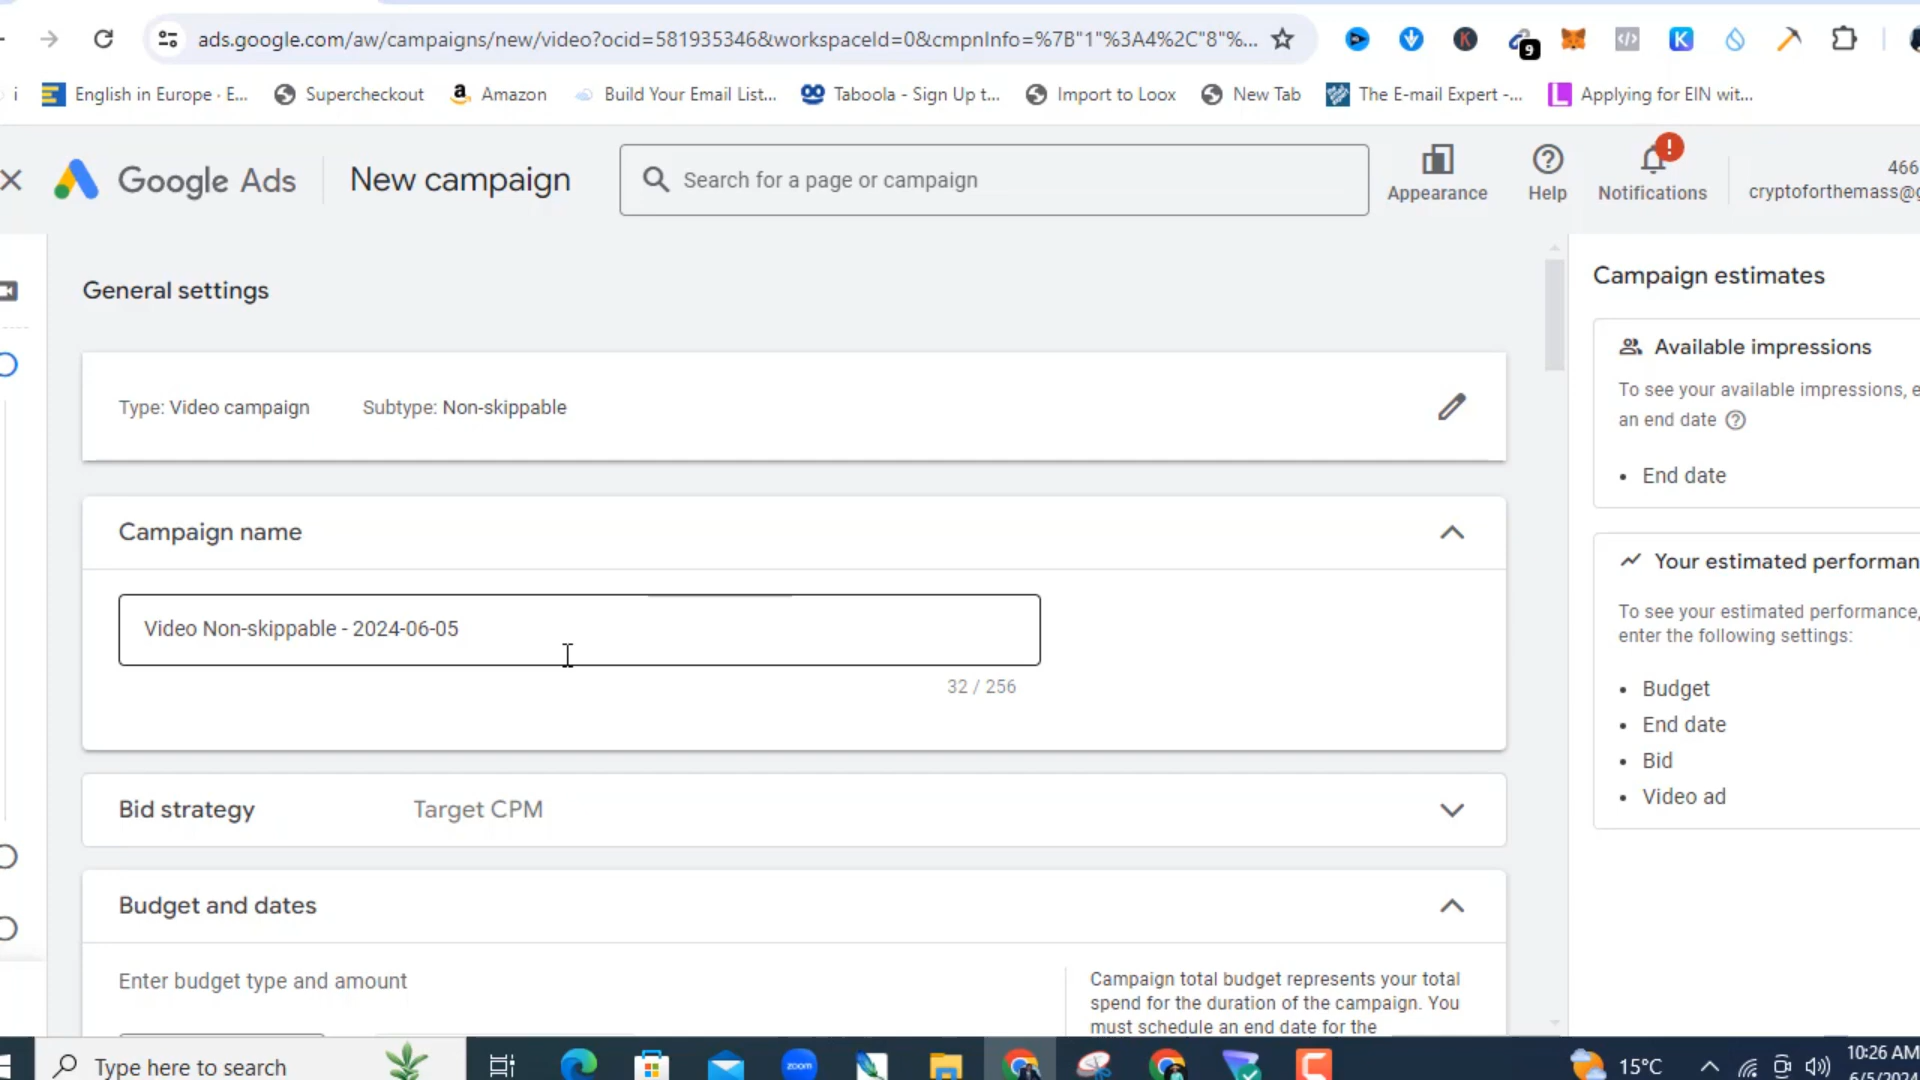 ads.google.com/aw/campaigns/new/video?ocid=581935346&workspaceId=0&cmpnInfo=%7B"1"%3A4%2C"8"%...
9
i
English in Europe · E...
Supercheckout
Amazon
Build Your Email List...
Taboola - Sign Up t...
Import to Loox
New Tab
The E-mail Expert -...
Applying for EIN wit...
Google Ads
New campaign
Search for a page or campaign
Appearance
Help
Notifications
466
cryptoforthemass@g
General settings
Type: Video campaign
Subtype: Non-skippable
Campaign name
Video Non-skippable - 2024-06-05
32 / 256
Bid strategy
Target CPM
Budget and dates
Enter budget type and amount
Campaign total budget represents your total
spend for the duration of the campaign. You
must schedule an end date for the
Campaign estimates
Available impressions
To see your available impressions, e
an end date
• End date
Your estimated performan
To see your estimated performance,
enter the following settings:
• Budget
• End date
• Bid
• Video ad
Type here to search
zoom
15°C
10:26 AM
6/5/2024